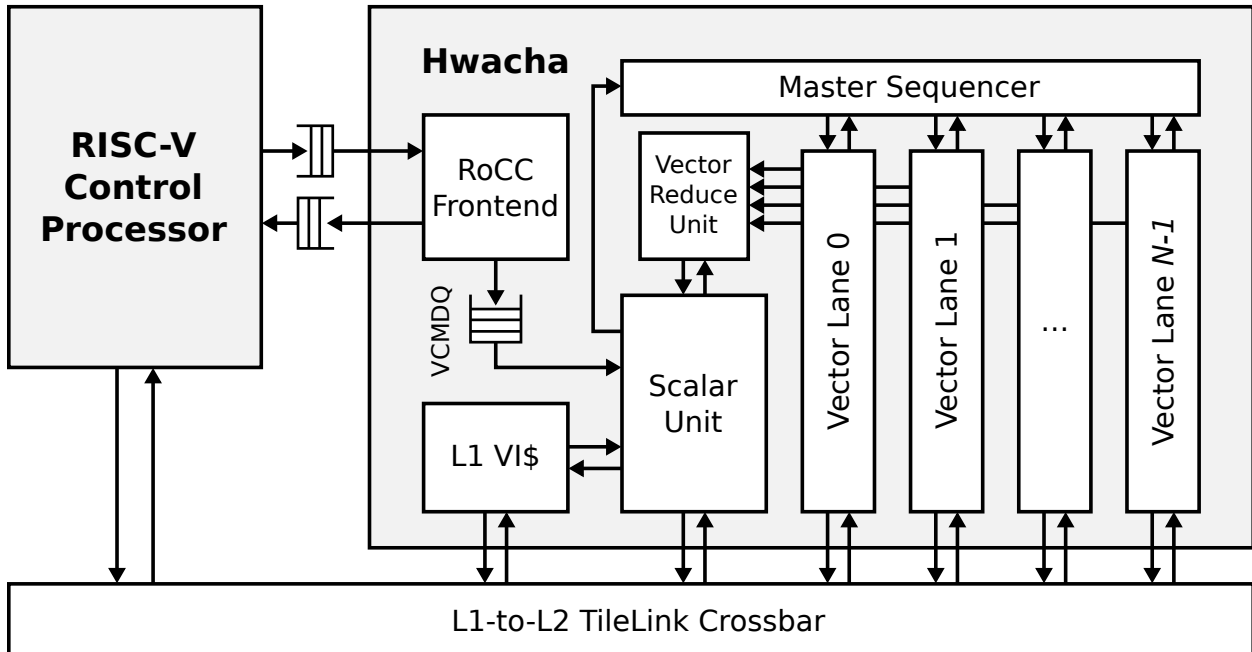 RISC-V
Control
Processor
Hwacha
Master Sequencer
RoCC
Frontend
Vector
Reduce
Unit
VCMDQ
L1 VI$
Scalar
Unit
Vector Lane 0
Vector Lane 1
...
Vector Lane N-1
L1-to-L2 TileLink Crossbar